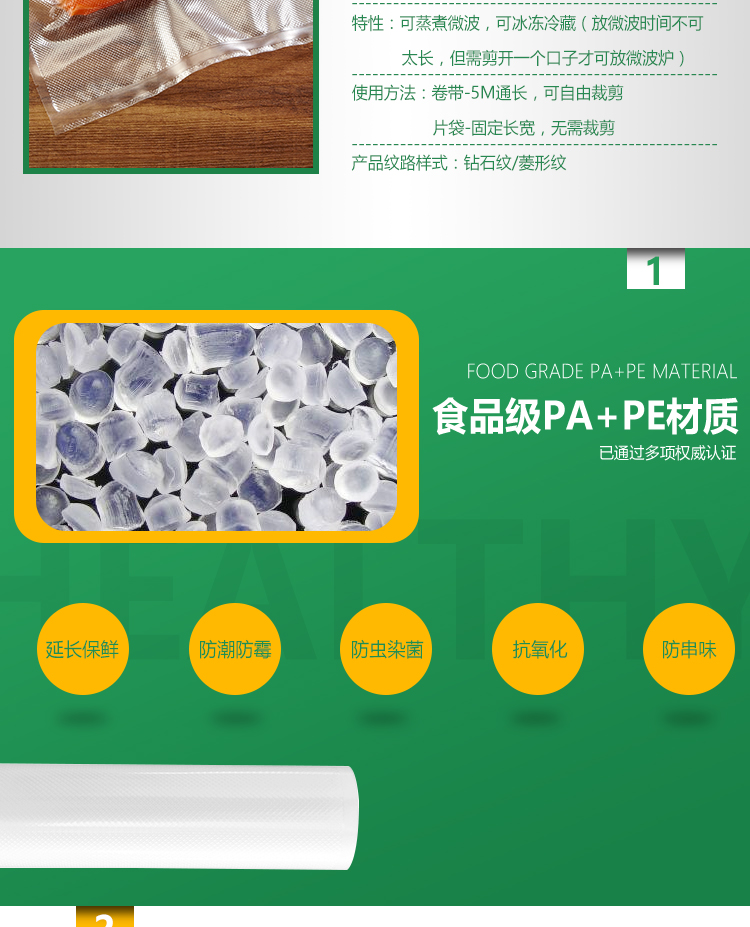 特性：可蒸煮微波，可冰冻冷藏（放微波时间不可
太长，但需剪开一个口子才可放微波炉）
使用方法：卷带-5M通长，可自由裁剪
片袋-固定长宽，无需裁剪
产品纹路样式：钻石纹/菱形纹
1
FOOD GRADE PA+PE MATERIAL
食品级PA+PE材质
已通过多项权威认证
HEALTHY
延长保鲜
防潮防霉
防虫染菌
抗氧化
防串味
2